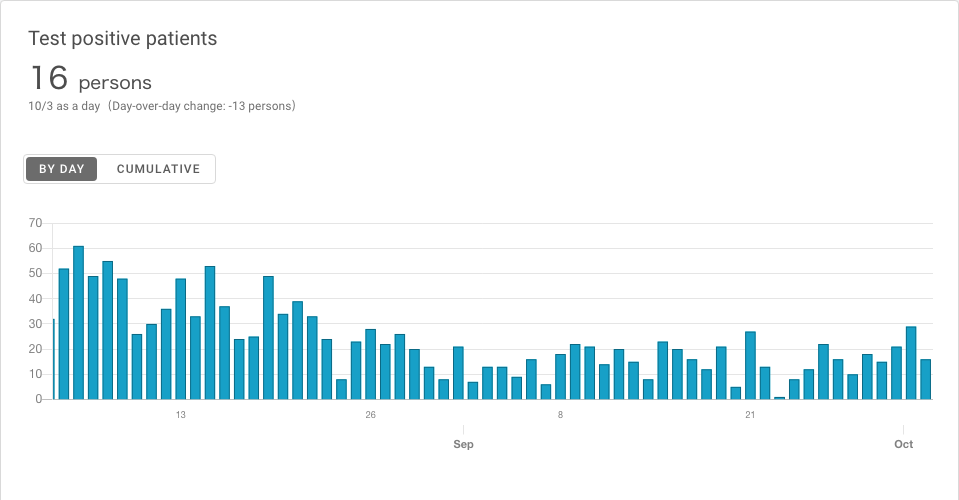 Test positive patients
16 persons
10/3 as a day（Day-over-day change: -13 persons）
BY DAY CUMULATIVE
70
60
50
40
30
20
10
0
13 26 8 21
Sep Oct